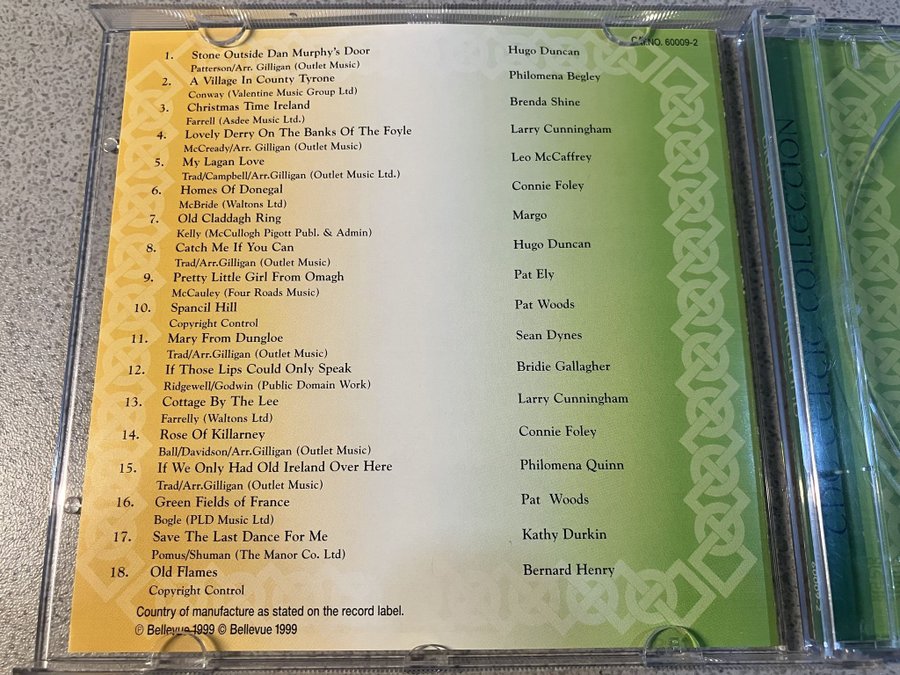 CAT.NO. 60009-2
1. Stone Outside Dan Murphy's Door Hugo Duncan
Patterson/Arr. Gilligan (Outlet Music)
2. A Village In County Tyrone Philomena Begley
Conway (Valentine Music Group Ltd)
3. Christmas Time Ireland Brenda Shine
Farrell (Asdee Music Ltd.)
4. Lovely Derry On The Banks Of The Foyle Larry Cunningham
McCready/Arr. Gilligan (Outlet Music)
5. My Lagan Love Leo McCaffrey
Trad/Campbell/Arr.Gilligan (Outlet Music Ltd.)
6. Homes Of Donegal Connie Foley
McBride (Waltons Ltd)
7. Old Claddagh Ring Margo
Kelly (McCullogh Pigott Publ. & Admin)
8. Catch Me If You Can Hugo Duncan
Trad/Arr.Gilligan (Outlet Music)
9. Pretty Little Girl From Omagh Pat Ely
McCauley (Four Roads Music)
10. Spancil Hill Pat Woods
Copyright Control
11. Mary From Dungloe Sean Dynes
Trad/Arr.Gilligan (Outlet Music)
12. If Those Lips Could Only Speak Bridie Gallagher
Ridgewell/Godwin (Public Domain Work)
13. Cottage By The Lee Larry Cunningham
Farrelly (Waltons Ltd)
14. Rose Of Killarney Connie Foley
Ball/Davidson/Arr.Gilligan (Outlet Music)
15. If We Only Had Old Ireland Over Here Philomena Quinn
Trad/Arr.Gilligan (Outlet Music)
16. Green Fields of France Pat Woods
Bogle (PLD Music Ltd)
17. Save The Last Dance For Me Kathy Durkin
Pomus/Shuman (The Manor Co. Ltd)
18. Old Flames Bernard Henry
Copyright Control
Country of manufacture as stated on the record label.
℗ Bellevue 1999 © Bellevue 1999
COLLECTION